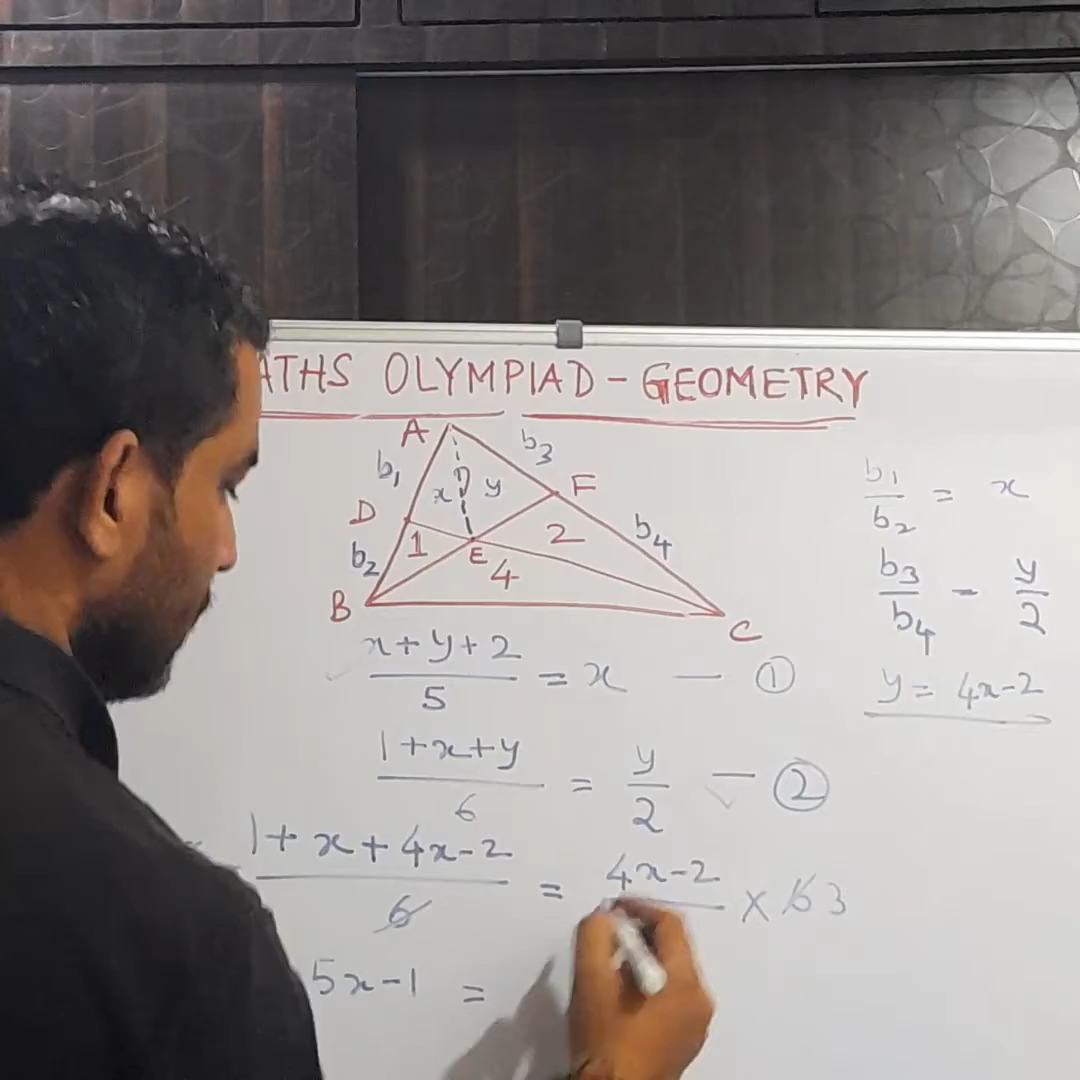 ATHS OLYMPIAD - GEOMETRY
A b3
b1 x y F
D b4
b2 1 E 2
4
B C
b1/b2 = x
b3/b4 = y/2
y = 4x-2
x+y+2/5 = x — ①
1+x+y/6 = y/2 — ②
1+x+4x-2/6 = 4x-2 × 6 3
5x-1 =